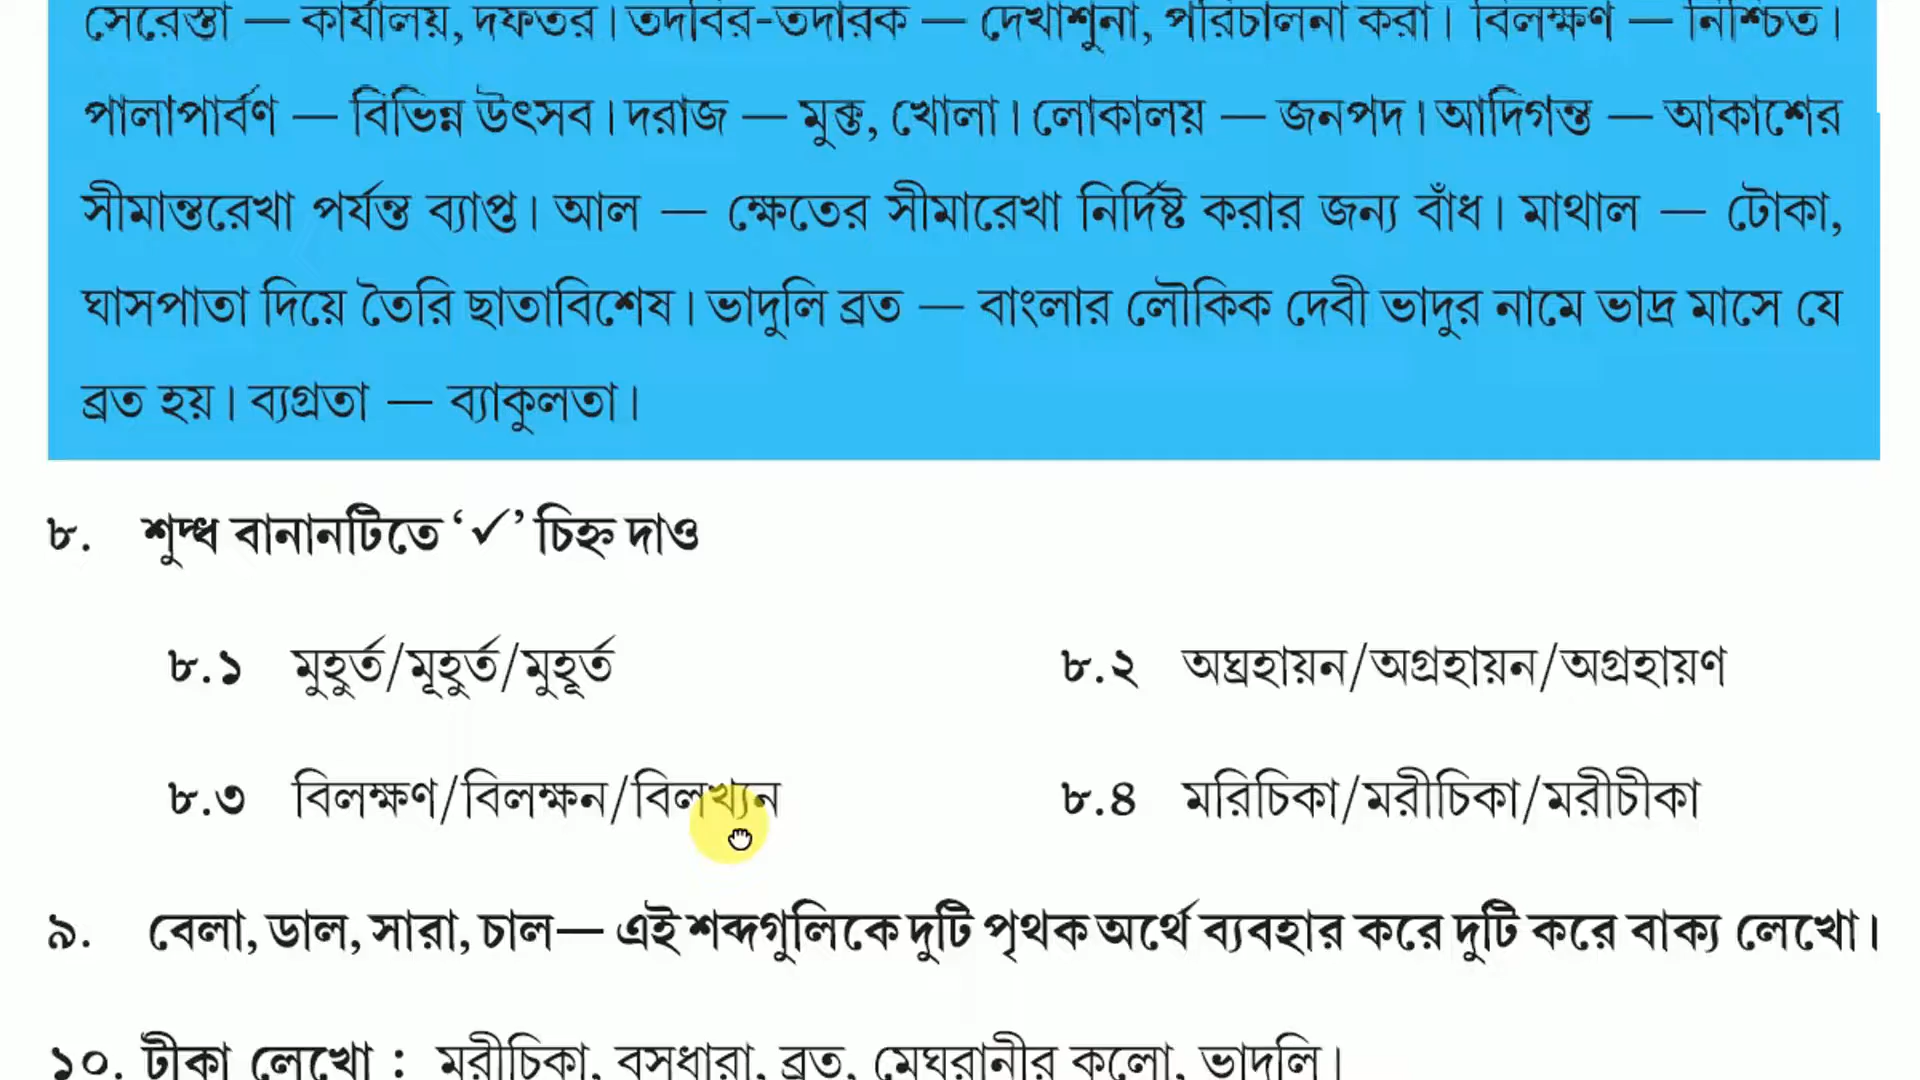 সেরেস্তা — কার্যালয়, দফতর। তদবির-তদারক — দেখাশুনা, পরিচালনা করা। বিলক্ষণ — নিশ্চিত।
পালাপার্বণ — বিভিন্ন উৎসব। দরাজ — মুক্ত, খোলা। লোকালয় — জনপদ। আদিগন্ত — আকাশের
সীমান্তরেখা পর্যন্ত ব্যাপ্ত। আল — ক্ষেতের সীমারেখা নির্দিষ্ট করার জন্য বাঁধ। মাথাল — টোকা,
ঘাসপাতা দিয়ে তৈরি ছাতাবিশেষ। ভাদুলি ব্রত — বাংলার লৌকিক দেবী ভাদুর নামে ভাদ্র মাসে যে
ব্রত হয়। ব্যগ্রতা — ব্যাকুলতা।
৮. শুদ্ধ বানানটিতে ‘✓’ চিহ্ন দাও
৮.১ মুহুর্ত/মূহুর্ত/মুহূর্ত ৮.২ অঘ্রহায়ন/অগ্রহায়ন/অগ্রহায়ণ
৮.৩ বিলক্ষণ/বিলক্ষন/বিলখ্যন ৮.৪ মরিচিকা/মরীচিকা/মরীচীকা
৯. বেলা, ডাল, সারা, চাল— এই শব্দগুলিকে দুটি পৃথক অর্থে ব্যবহার করে দুটি করে বাক্য লেখো।
১০. টীকা লেখো : মরীচিকা, বসুধারা, ব্রত, মেঘরানীর কুলো, ভাদুলি।